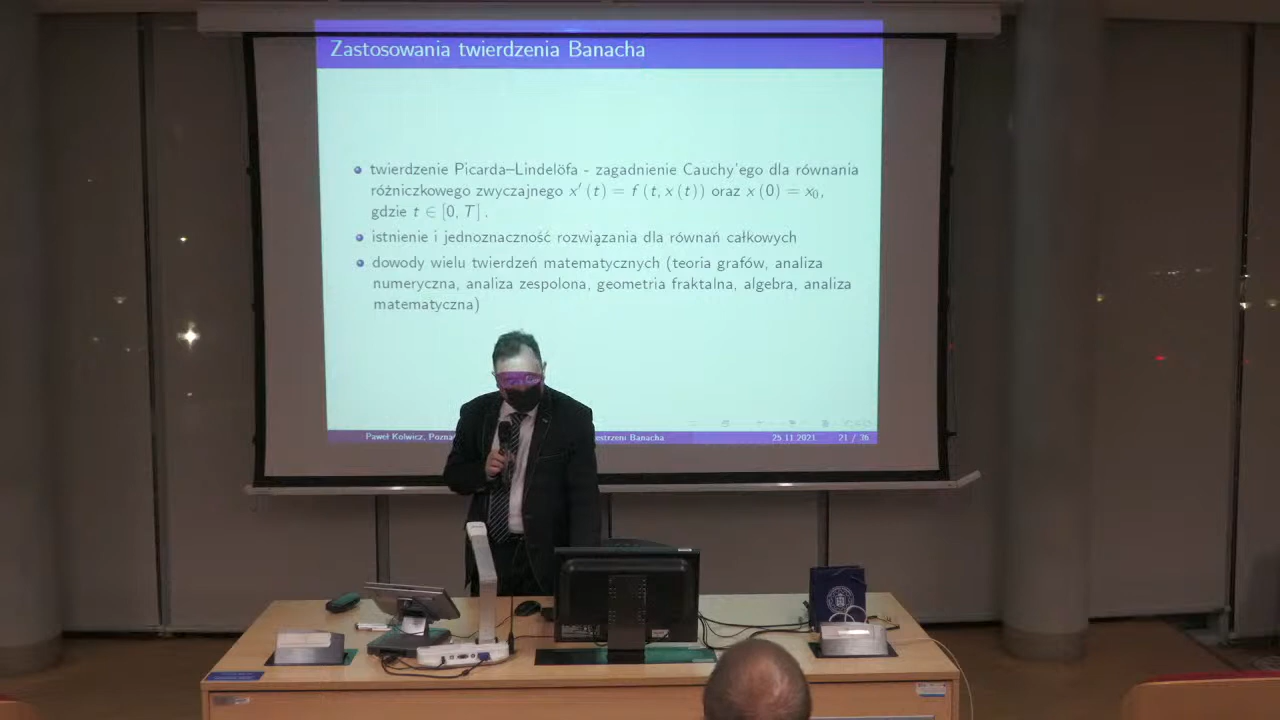 Zastosowania twierdzenia Banacha
twierdzenie Picarda–Lindelöfa - zagadnienie Cauchy'ego dla równania
różniczkowego zwyczajnego x′ (t) = f (t, x (t)) oraz x (0) = x₀,
gdzie t ∈ [0, T] .
istnienie i jednoznaczność rozwiązania dla równań całkowych
dowody wielu twierdzeń matematycznych (teoria grafów, analiza
numeryczna, analiza zespolona, geometria fraktalna, algebra, analiza
matematyczna)
Paweł Kolwicz, Banacha 25.11.2021 21 / 76